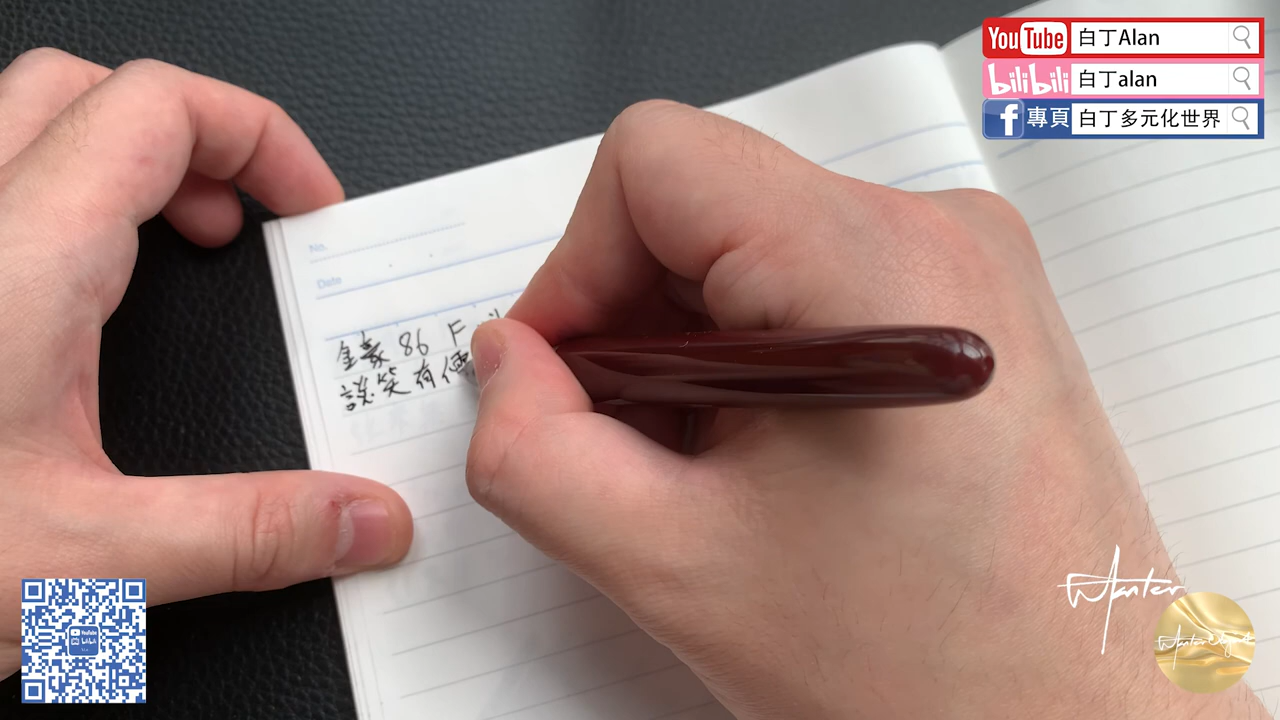 YouTube 白丁Alan
bilibili 白丁alan
f 專頁 白丁多元化世界
No.
Date
金豪 86 F
談笑有儒